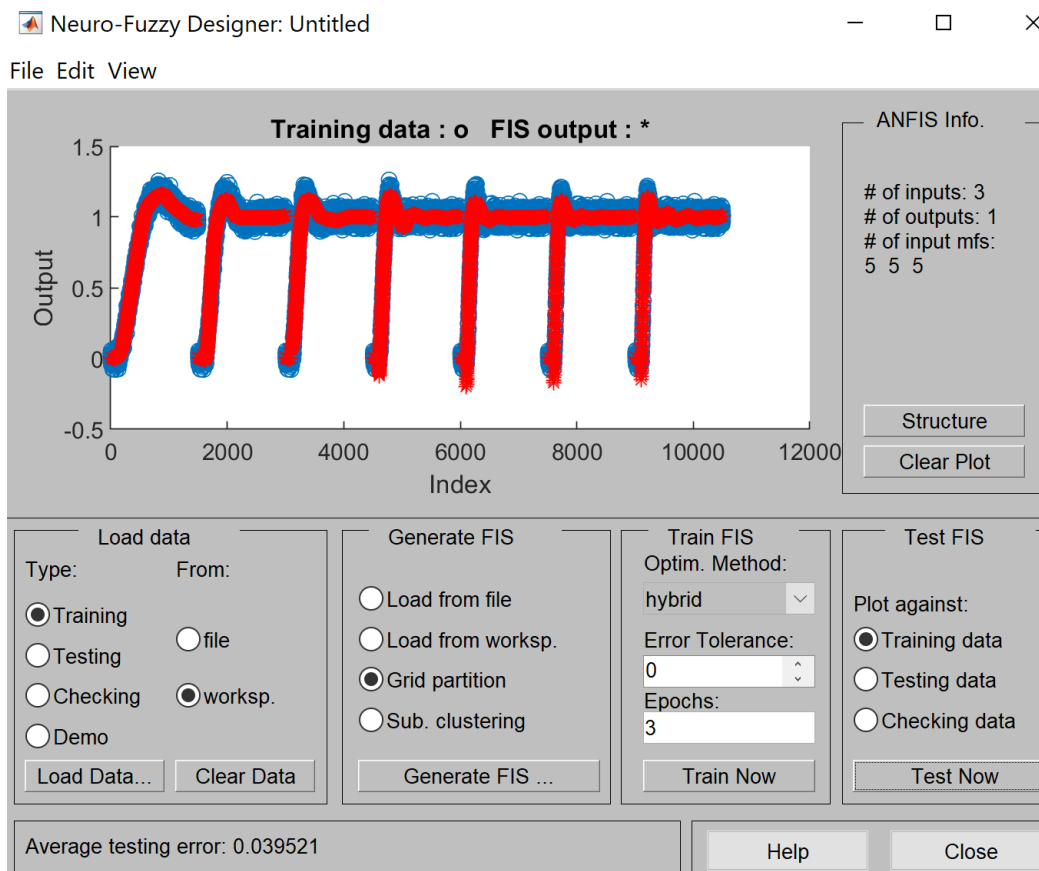 Neuro-Fuzzy Designer: Untitled
File Edit View
Training data : o FIS output : *
1.5
1
0.5
0
-0.5
Output
0 2000 4000 6000 8000 10000 12000
Index
ANFIS Info.
# of inputs: 3
# of outputs: 1
# of input mfs:
5 5 5
Structure
Clear Plot
Load data
Type: From:
Training
file
Testing
Checking
worksp.
Demo
Load Data... Clear Data
Generate FIS
Load from file
Load from worksp.
Grid partition
Sub. clustering
Generate FIS ...
Train FIS
Optim. Method:
hybrid
Error Tolerance:
0
Epochs:
3
Train Now
Test FIS
Plot against:
Training data
Testing data
Checking data
Test Now
Average testing error: 0.039521
Help Close